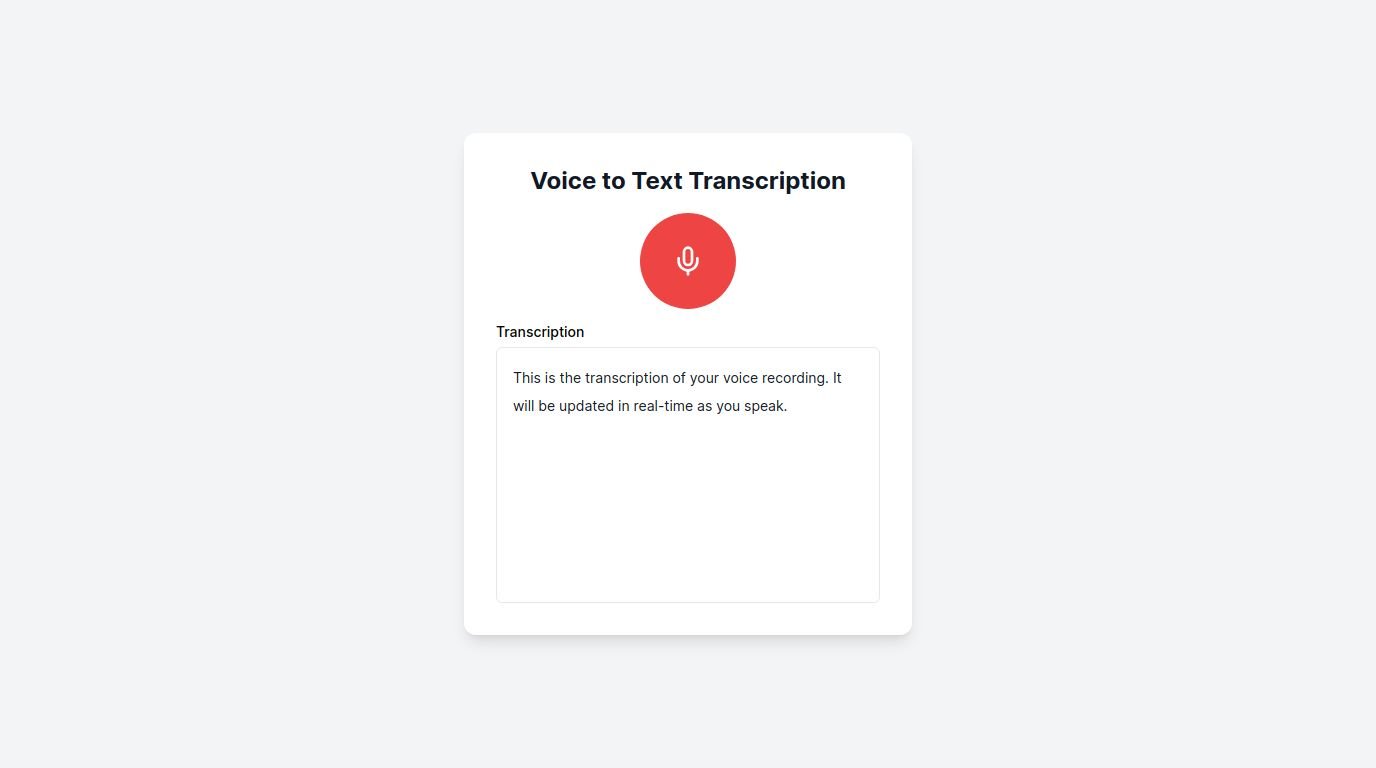 Voice to Text Transcription
Transcription
This is the transcription of your voice recording. It
will be updated in real-time as you speak.